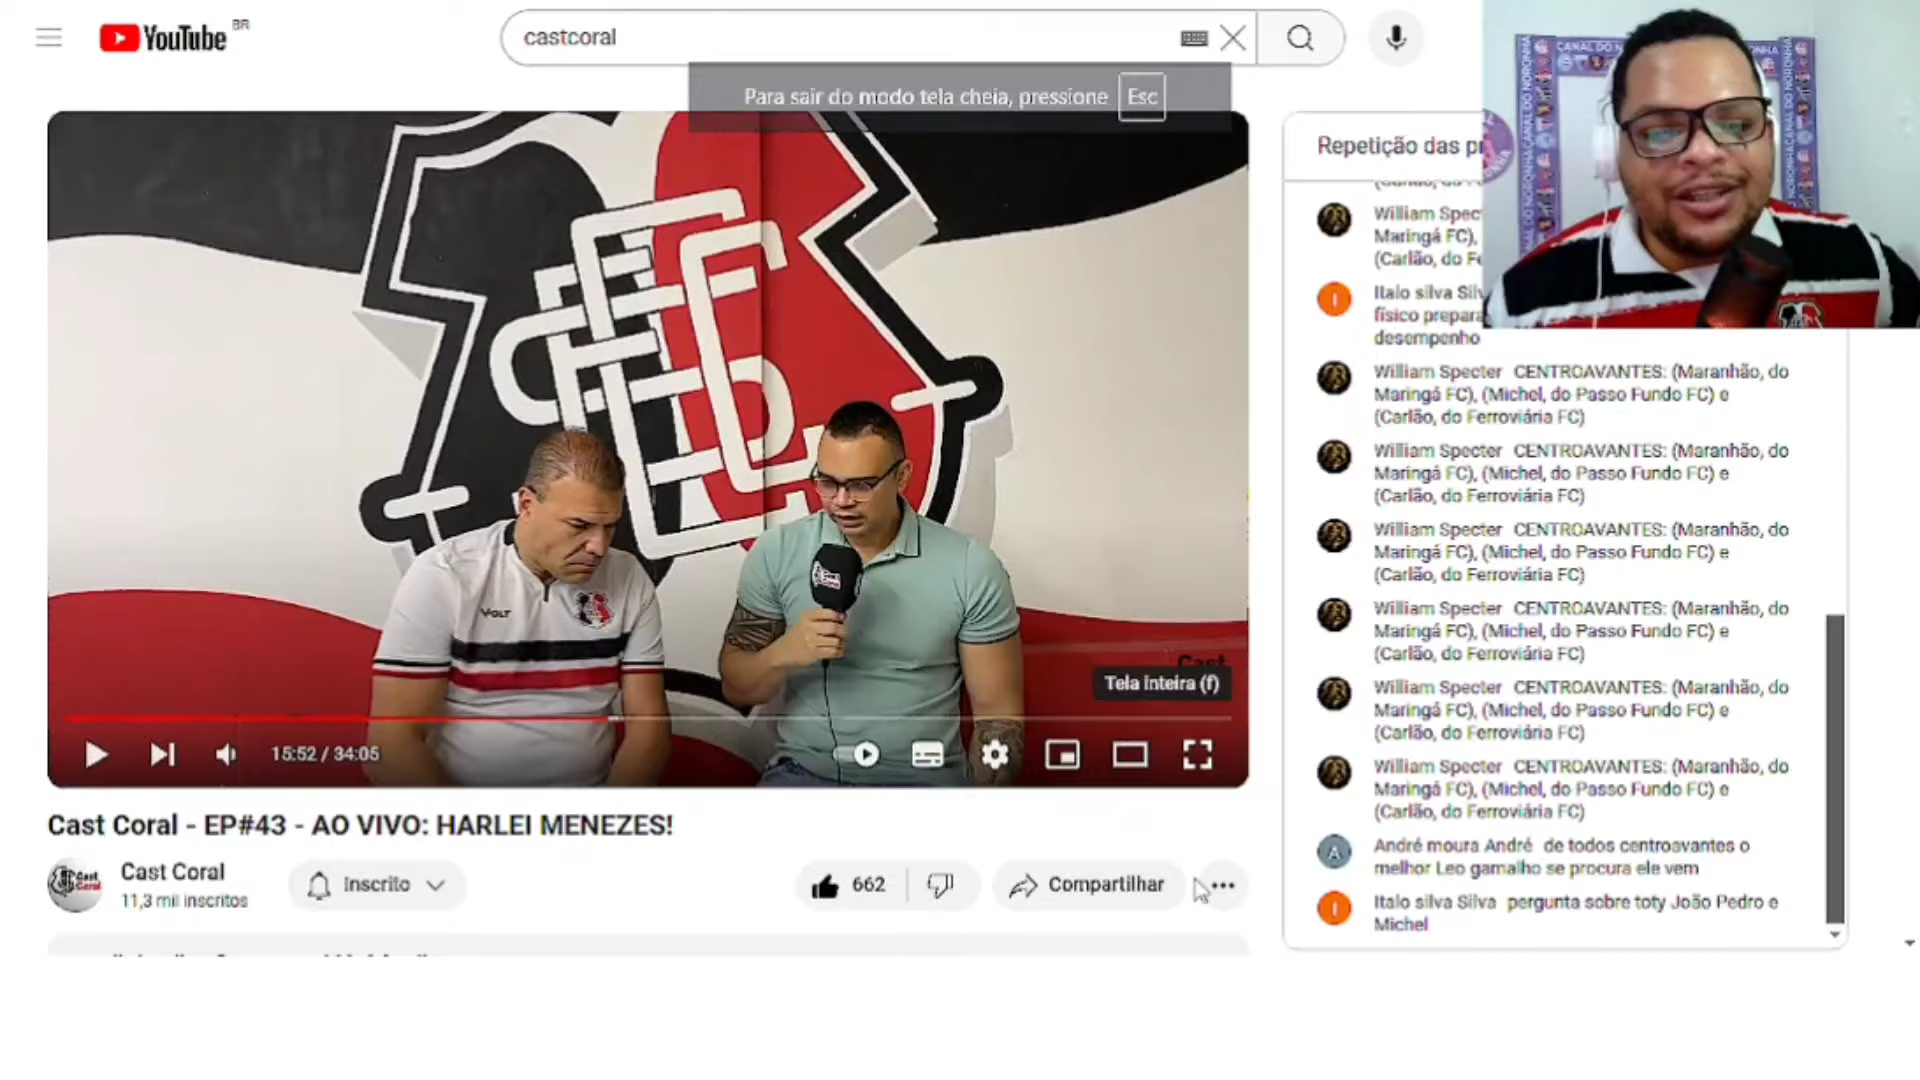 YouTube BR
castcoral
Para sair do modo tela cheia, pressione Esc
CANAL DO NORONHA
VOLT
Cast
Tela inteira (f)
15:52 / 34:05
Cast Coral - EP#43 - AO VIVO: HARLEI MENEZES!
Cast Coral
11,3 mil inscritos
Inscrito
662
Compartilhar
Repetição das pr
William Spec
Maringá FC),
(Carlão, do Fe
Italo silva Silv
físico prepara
desempenho
William Specter CENTROAVANTES: (Maranhão, do
Maringá FC), (Michel, do Passo Fundo FC) e
(Carlão, do Ferroviária FC)
William Specter CENTROAVANTES: (Maranhão, do
Maringá FC), (Michel, do Passo Fundo FC) e
(Carlão, do Ferroviária FC)
William Specter CENTROAVANTES: (Maranhão, do
Maringá FC), (Michel, do Passo Fundo FC) e
(Carlão, do Ferroviária FC)
William Specter CENTROAVANTES: (Maranhão, do
Maringá FC), (Michel, do Passo Fundo FC) e
(Carlão, do Ferroviária FC)
William Specter CENTROAVANTES: (Maranhão, do
Maringá FC), (Michel, do Passo Fundo FC) e
(Carlão, do Ferroviária FC)
William Specter CENTROAVANTES: (Maranhão, do
Maringá FC), (Michel, do Passo Fundo FC) e
(Carlão, do Ferroviária FC)
André moura André de todos centroavantes o
melhor Leo gamalho se procura ele vem
Italo silva Silva pergunta sobre toty João Pedro e
Michel